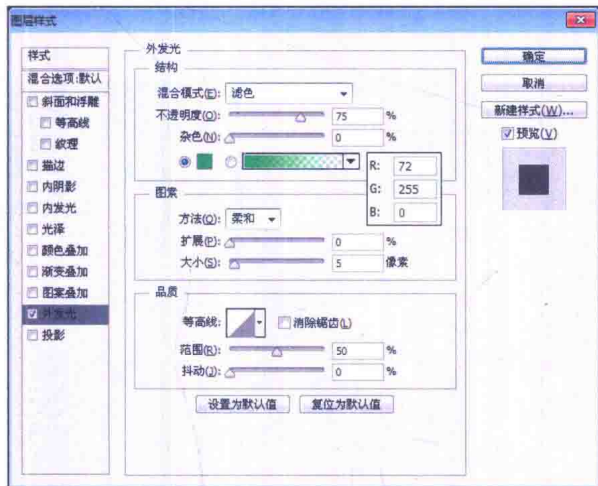 图层样式
样式
混合选项:默认
斜面和浮雕
等高线
纹理
描边
内阴影
内发光
光泽
颜色叠加
渐变叠加
图案叠加
外发光
投影
外发光
结构
混合模式(E): 滤色
不透明度(O): 75 %
杂色(N): 0 %
R: 72
G: 255
B: 0
图素
方法(Q): 柔和
扩展(P): 0 %
大小(S): 5 像素
品质
等高线: 消除锯齿(L)
范围(R): 50 %
抖动(J): 0 %
设置为默认值 复位为默认值
确定
取消
新建样式(W)...
预览(V)